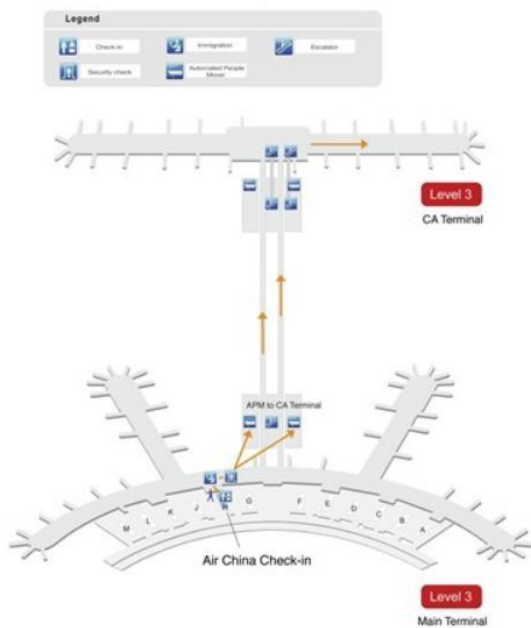 Legend
Check-in
Immigration
Escalator
Security check
Automated People
Mover
Level 3
CA Terminal
APM to CA Terminal
M
L
K
J
G
F
E
D
C
B
A
Air China Check-in
Level 3
Main Terminal